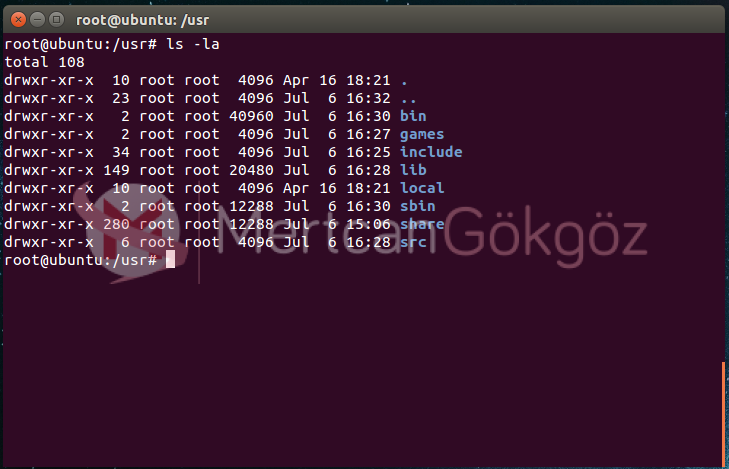 root@ubuntu: /usr
root@ubuntu:/usr# ls -la
total 108
drwxr-xr-x  10 root root  4096 Apr 16 18:21 .
drwxr-xr-x  23 root root  4096 Jul  6 16:32 ..
drwxr-xr-x   2 root root 40960 Jul  6 16:30 bin
drwxr-xr-x   2 root root  4096 Jul  6 16:27 games
drwxr-xr-x  34 root root  4096 Jul  6 16:25 include
drwxr-xr-x 149 root root 20480 Jul  6 16:28 lib
drwxr-xr-x  10 root root  4096 Apr 16 18:21 local
drwxr-xr-x   2 root root 12288 Jul  6 16:30 sbin
drwxr-xr-x 280 root root 12288 Jul  6 15:06 share
drwxr-xr-x   6 root root  4096 Jul  6 16:28 src
root@ubuntu:/usr#
MertcanGökgöz